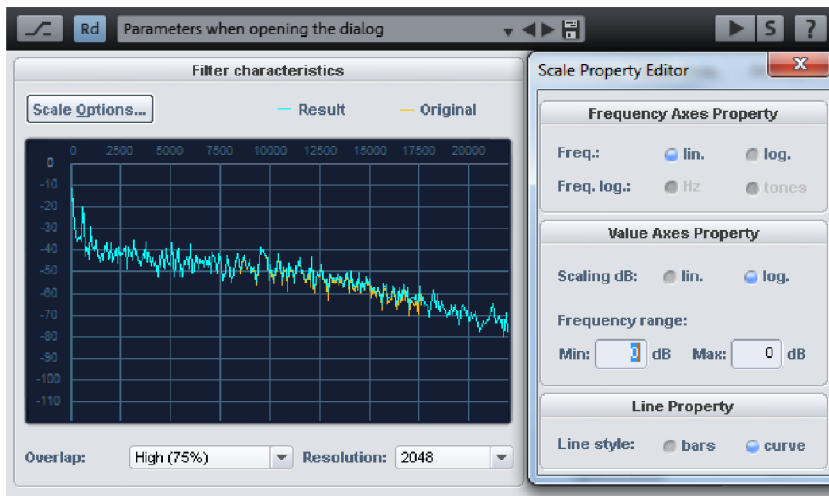 Rd Parameters when opening the dialog S ?
Filter characteristics
Scale Options...
Result
Original
0 2500 5000 7500 10000 12500 15000 17500 20000
0
-10
-20
-30
-40
-50
-60
-70
-80
-90
-100
-110
Overlap: High (75%) Resolution: 2048
Scale Property Editor
Frequency Axes Property
Freq.: lin. log.
Freq. log.: Hz tones
Value Axes Property
Scaling dB: lin. log.
Frequency range:
Min: 0 dB Max: 0 dB
Line Property
Line style: bars curve